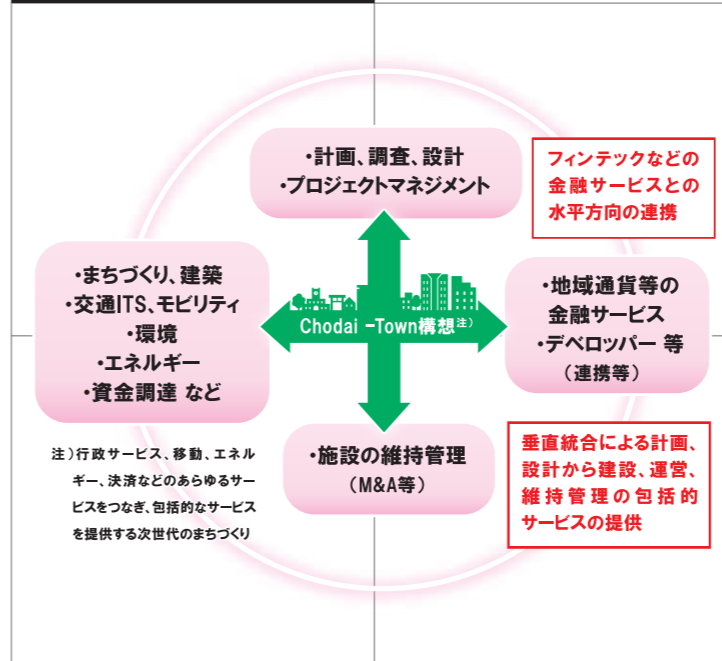 ・計画、調査、設計
・プロジェクトマネジメント
フィンテックなどの
金融サービスとの
水平方向の連携
・まちづくり、建築
・交通ITS、モビリティ
・環境
・エネルギー
・資金調達 など
Chodai -Town構想注）
・地域通貨等の
金融サービス
・デベロッパー 等
（連携等）
注）行政サービス、移動、エネル
ギー、決済などのあらゆるサー
ビスをつなぎ、包括的なサービス
を提供する次世代のまちづくり
・施設の維持管理
（M&A等）
垂直統合による計画、
設計から建設、運営、
維持管理の包括的
サービスの提供